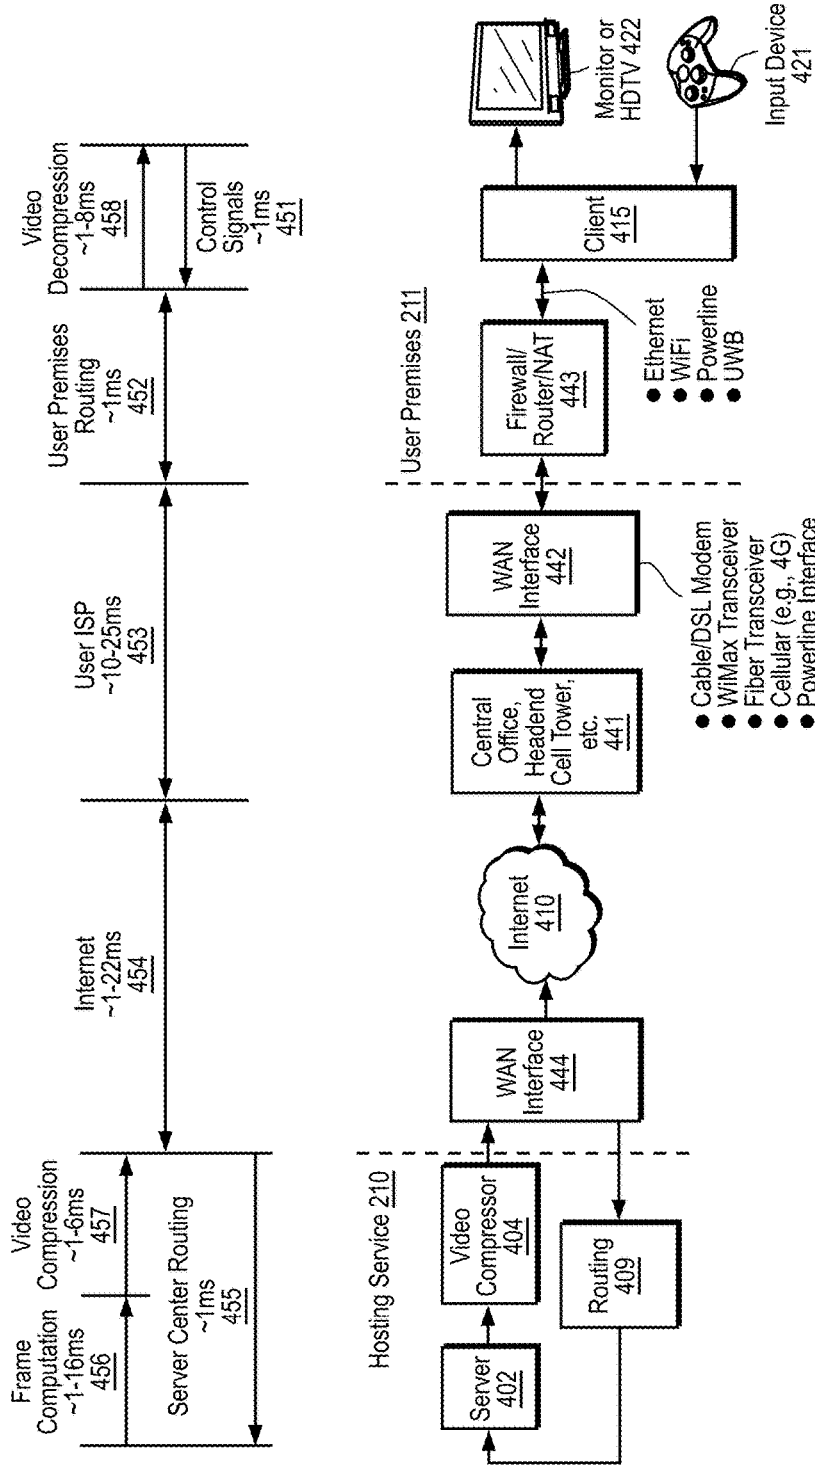 Frame
Computation
~1-16ms
456
Video
Compression
~1-6ms
457
Server Center Routing
~1ms
455
Internet
~1-22ms
454
User ISP
~10-25ms
453
User Premises
Routing
~1ms
452
Video
Decompression
~1-8ms
458
Control
Signals
~1ms
451
Hosting Service 210
Server
402
Video
Compressor
404
Routing
409
WAN
Interface
444
Internet
410
Central
Office,
Headend
Cell Tower,
etc.
441
WAN
Interface
442
● Cable/DSL Modem
● WiMax Transceiver
● Fiber Transceiver
● Cellular (e.g., 4G)
● Powerline Interface
User Premises 211
Firewall/
Router/NAT
443
● Ethernet
● WiFi
● Powerline
● UWB
Client
415
Monitor or
HDTV 422
Input Device
421